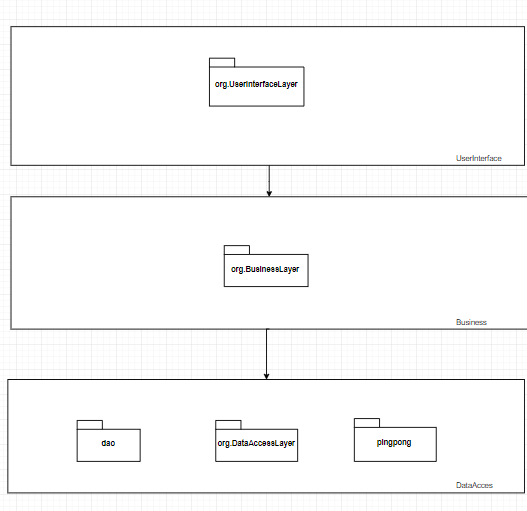 org.UserInterfaceLayer
UserInterface
org.BusinessLayer
Business
dao
org.DataAccessLayer
pingpong
DataAcces